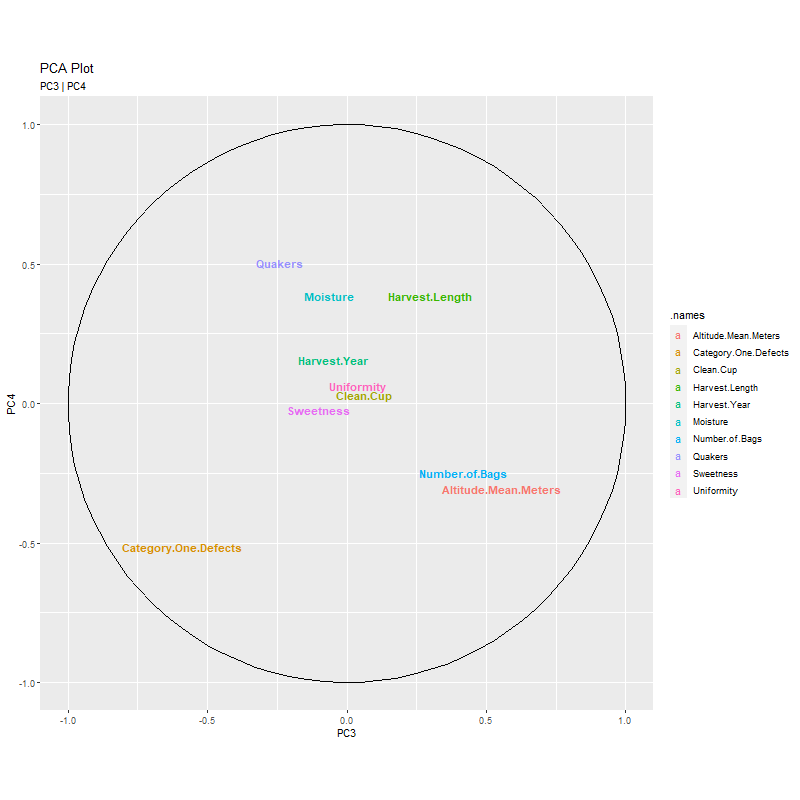 PCA Plot
PC3 | PC4
1.0
0.5
0.0
-0.5
-1.0
PC4
Quakers
Moisture
Harvest.Length
Harvest.Year
Uniformity
Clean.Cup
Sweetness
Number.of.Bags
Altitude.Mean.Meters
Category.One.Defects
-1.0
-0.5
0.0
0.5
1.0
PC3
.names
a Altitude.Mean.Meters
a Category.One.Defects
a Clean.Cup
a Harvest.Length
a Harvest.Year
a Moisture
a Number.of.Bags
a Quakers
a Sweetness
a Uniformity